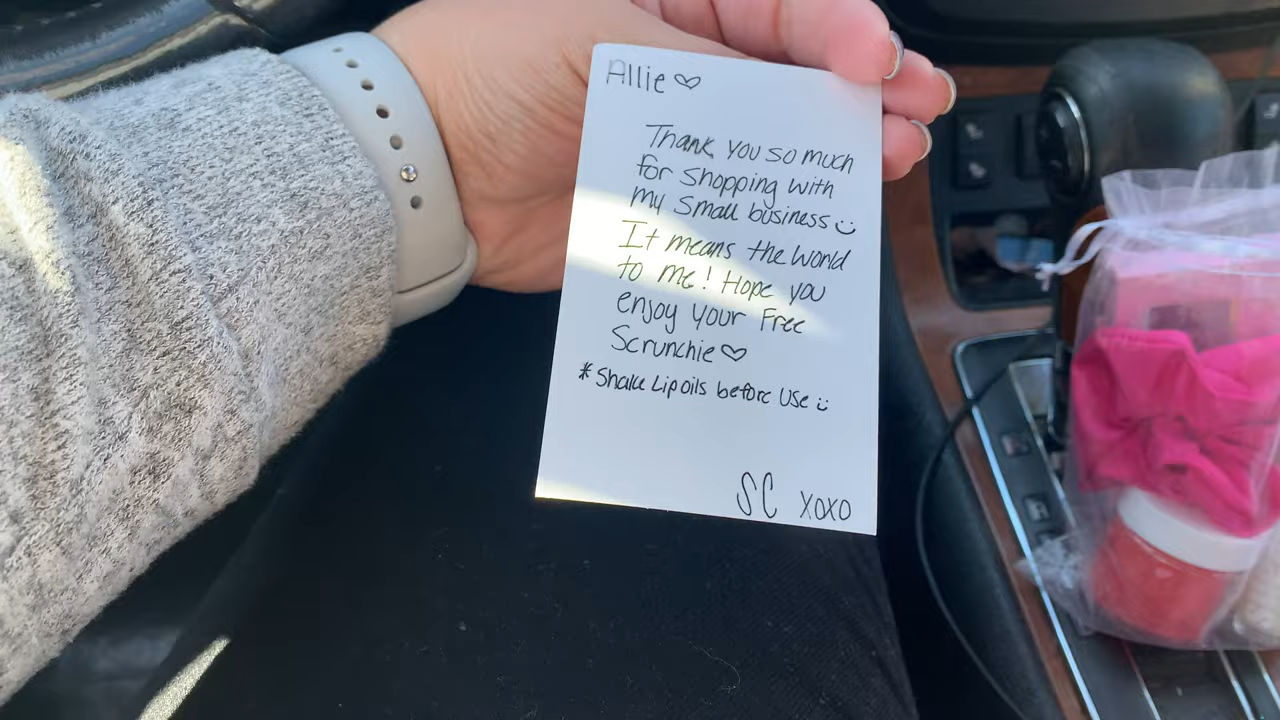 Allie ♡
Thank you so much
for shopping with
my small business :)
It means the world
to me! Hope you
enjoy your Free
Scrunchie ♡
* Shake Lip oils before use :)
SC xoxo